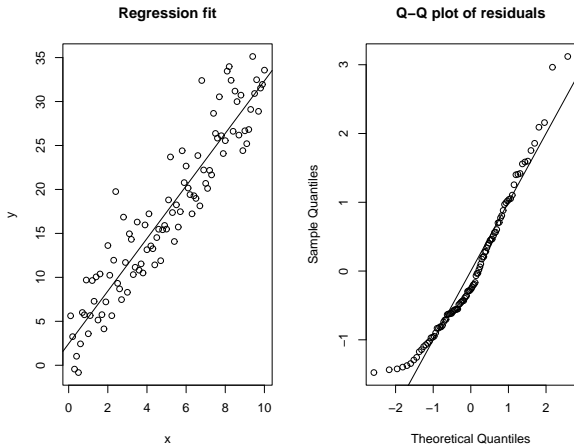 Regression fit
y
35
30
25
20
15
10
5
0
0 2 4 6 8 10
x
Q−Q plot of residuals
Sample Quantiles
3
2
1
0
−1
−2 −1 0 1 2
Theoretical Quantiles